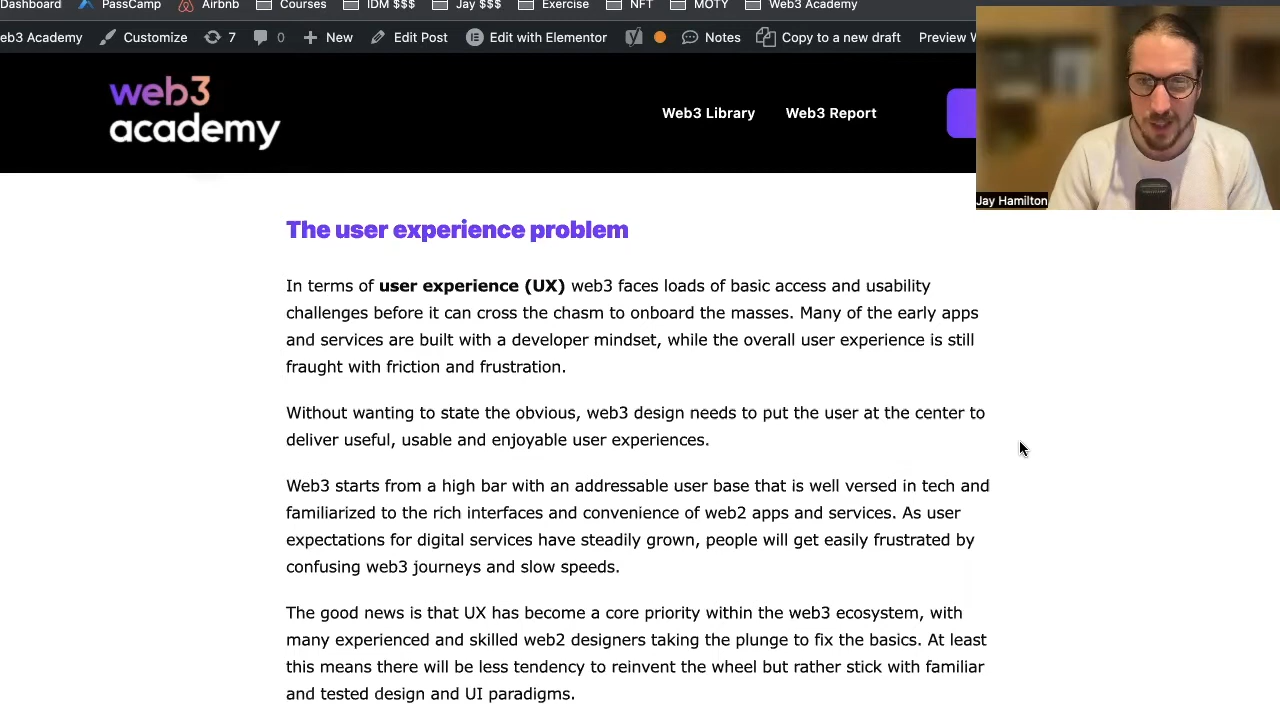 Dashboard PassCamp Airbnb Courses IDM $$$ Jay $$$ Exercise NFT MOTY Web3 Academy
eb3 Academy Customize 7 0 New Edit Post Edit with Elementor Notes Copy to a new draft Preview
web3
academy
Web3 Library Web3 Report
Jay Hamilton
The user experience problem
In terms of user experience (UX) web3 faces loads of basic access and usability
challenges before it can cross the chasm to onboard the masses. Many of the early apps
and services are built with a developer mindset, while the overall user experience is still
fraught with friction and frustration.
Without wanting to state the obvious, web3 design needs to put the user at the center to
deliver useful, usable and enjoyable user experiences.
Web3 starts from a high bar with an addressable user base that is well versed in tech and
familiarized to the rich interfaces and convenience of web2 apps and services. As user
expectations for digital services have steadily grown, people will get easily frustrated by
confusing web3 journeys and slow speeds.
The good news is that UX has become a core priority within the web3 ecosystem, with
many experienced and skilled web2 designers taking the plunge to fix the basics. At least
this means there will be less tendency to reinvent the wheel but rather stick with familiar
and tested design and UI paradigms.